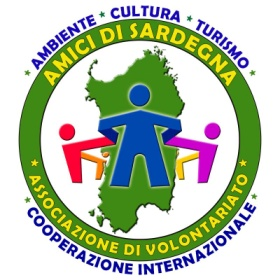 AMBIENTE * CULTURA * TURISMO
AMICI DI SARDEGNA
* ASSOCIAZIONE DI VOLONTARIATO *
* COOPERAZIONE INTERNAZIONALE *